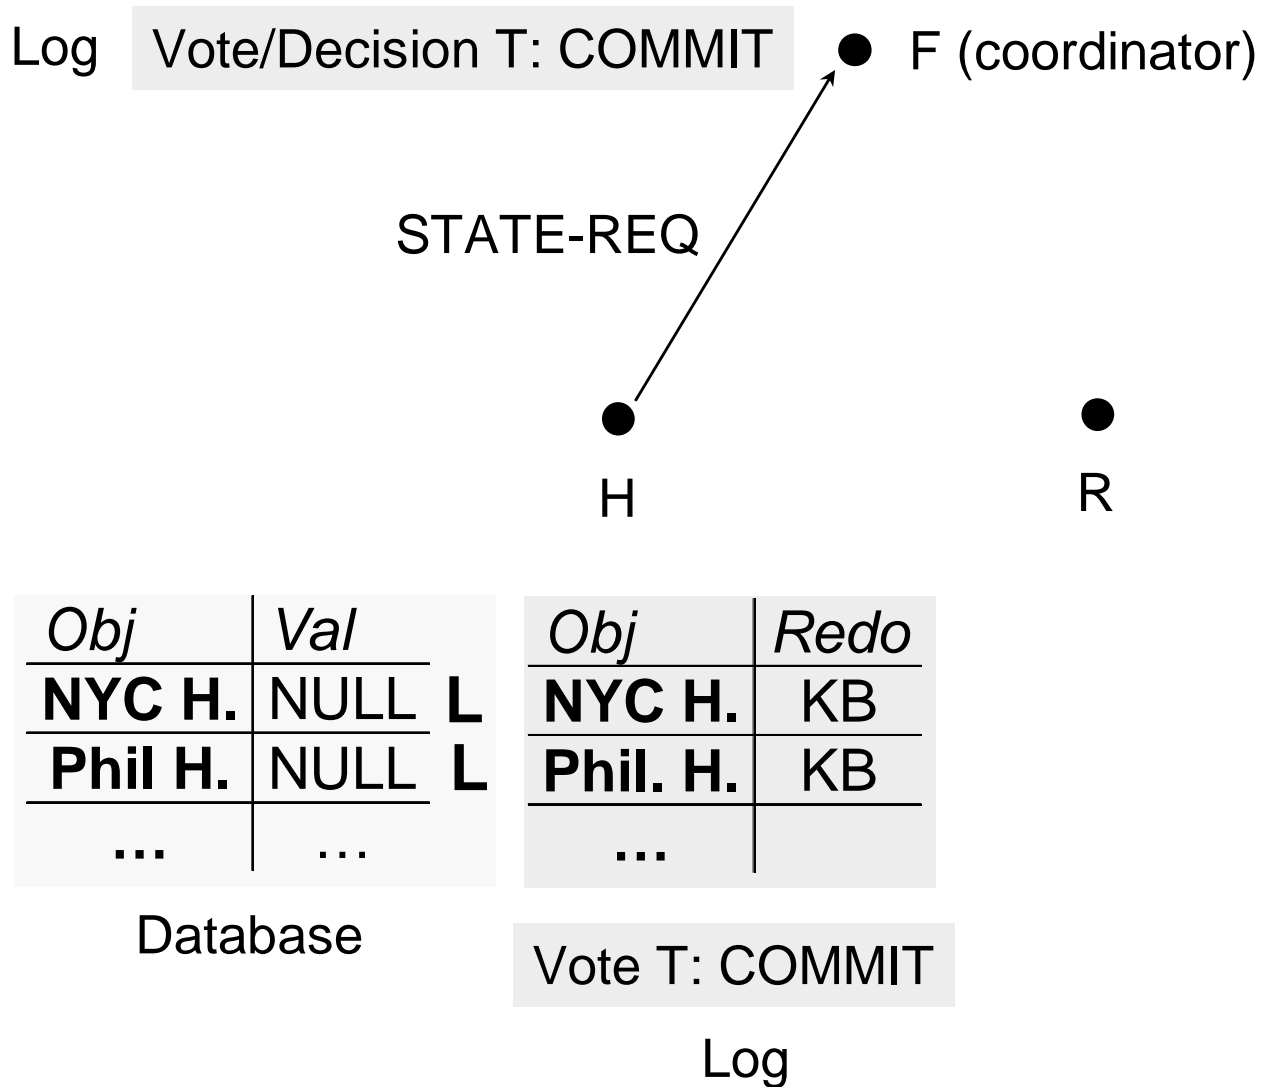 Log Vote/Decision T: COMMIT F (coordinator)
STATE-REQ
H
R
Obj Val
NYC H. NULL L
Phil H. NULL L
... ...
Database
Obj Redo
NYC H. KB
Phil. H. KB
...
Vote T: COMMIT
Log